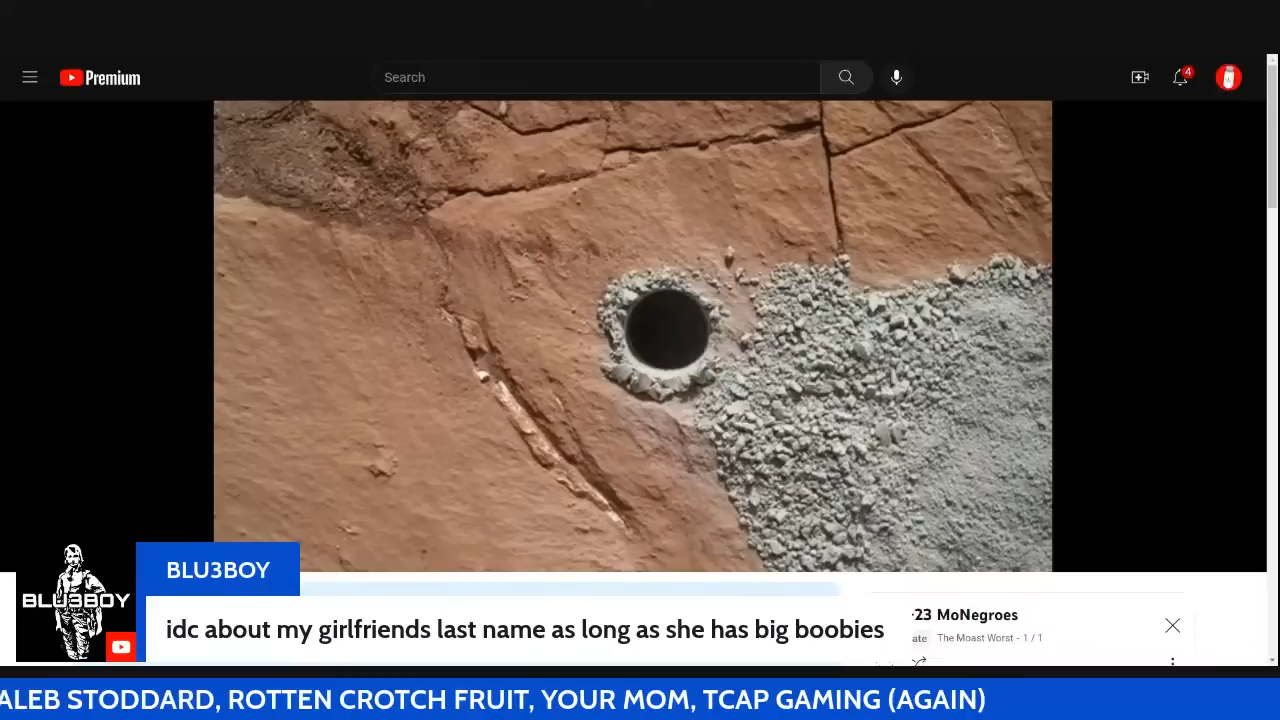 Premium
Search
4
BLU3BOY
BLU3BOY
idc about my girlfriends last name as long as she has big boobies
23 MoNegroes
ate The Moast Worst - 1 / 1
ALEB STODDARD, ROTTEN CROTCH FRUIT, YOUR MOM, TCAP GAMING (AGAIN)